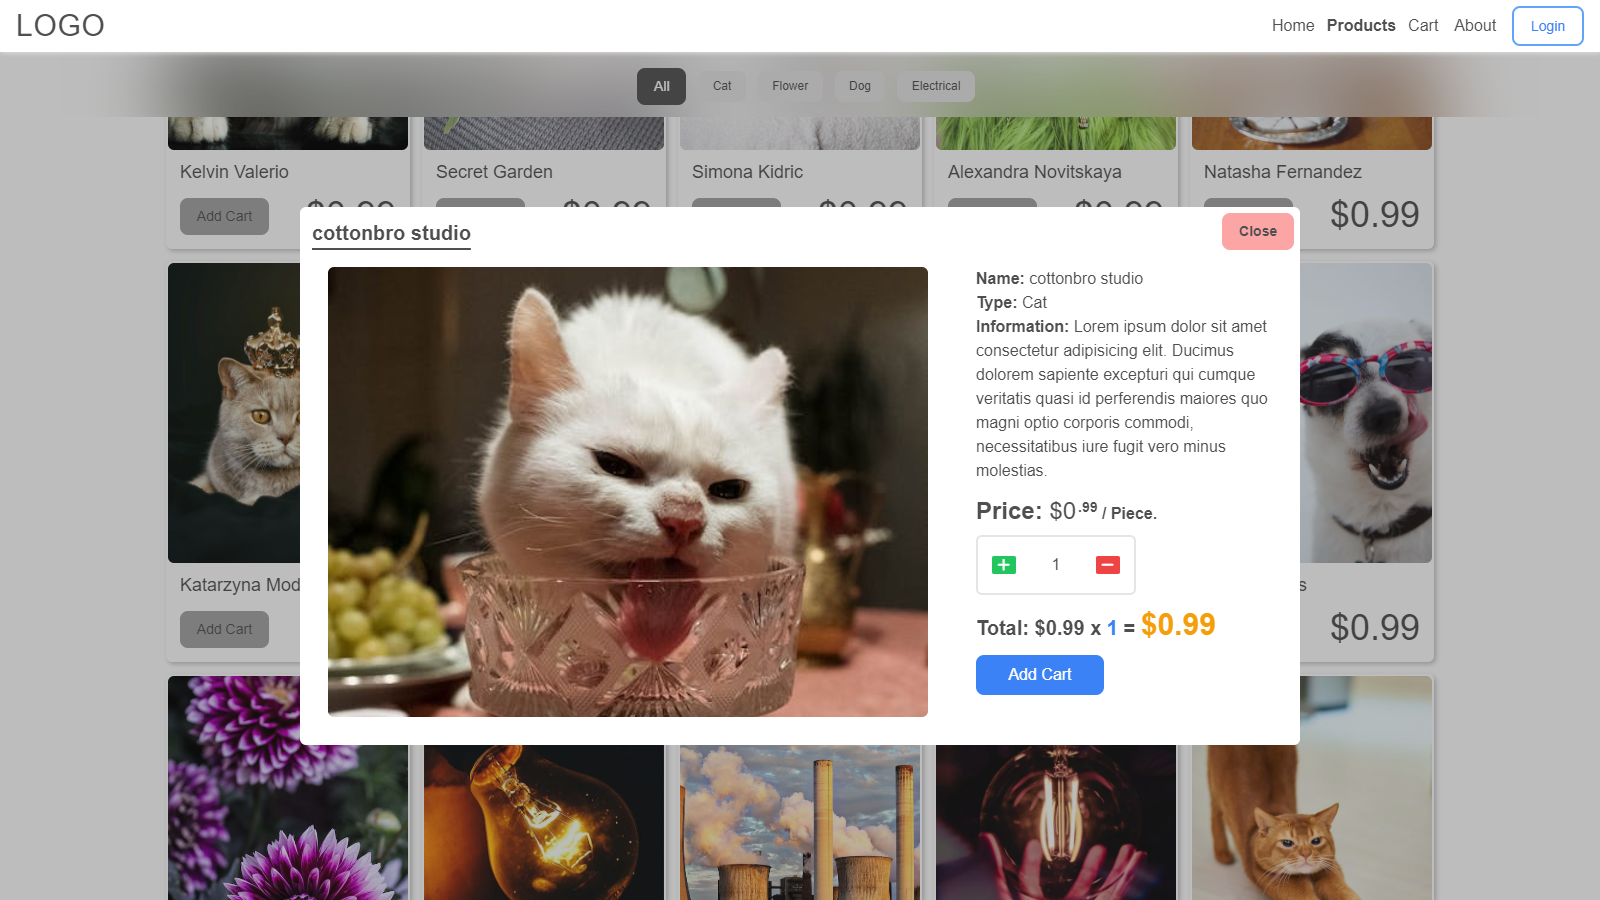 LOGO
Home Products Cart About Login
All Cat Flower Dog Electrical
Kelvin Valerio
Secret Garden
Simona Kidric
Alexandra Novitskaya
Natasha Fernandez
Add Cart
$0.99
cottonbro studio
Close
Name: cottonbro studio
Type: Cat
Information: Lorem ipsum dolor sit amet
consectetur adipisicing elit. Ducimus
dolorem sapiente excepturi qui cumque
veritatis quasi id perferendis maiores quo
magni optio corporis commodi,
necessitatibus iure fugit vero minus
molestias.
Price: $0.99 / Piece.
+ 1 −
Total: $0.99 x 1 = $0.99
Add Cart
Katarzyna Mod
s
Add Cart
$0.99